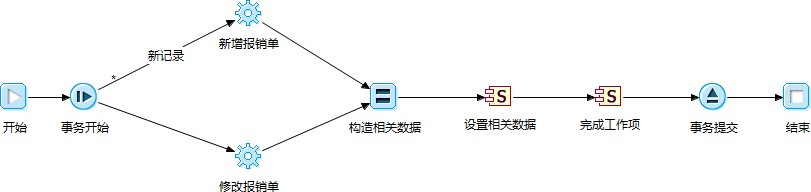 新增报销单
新记录
*
开始
事务开始
构造相关数据
S
设置相关数据
S
完成工作项
事务提交
结束
修改报销单